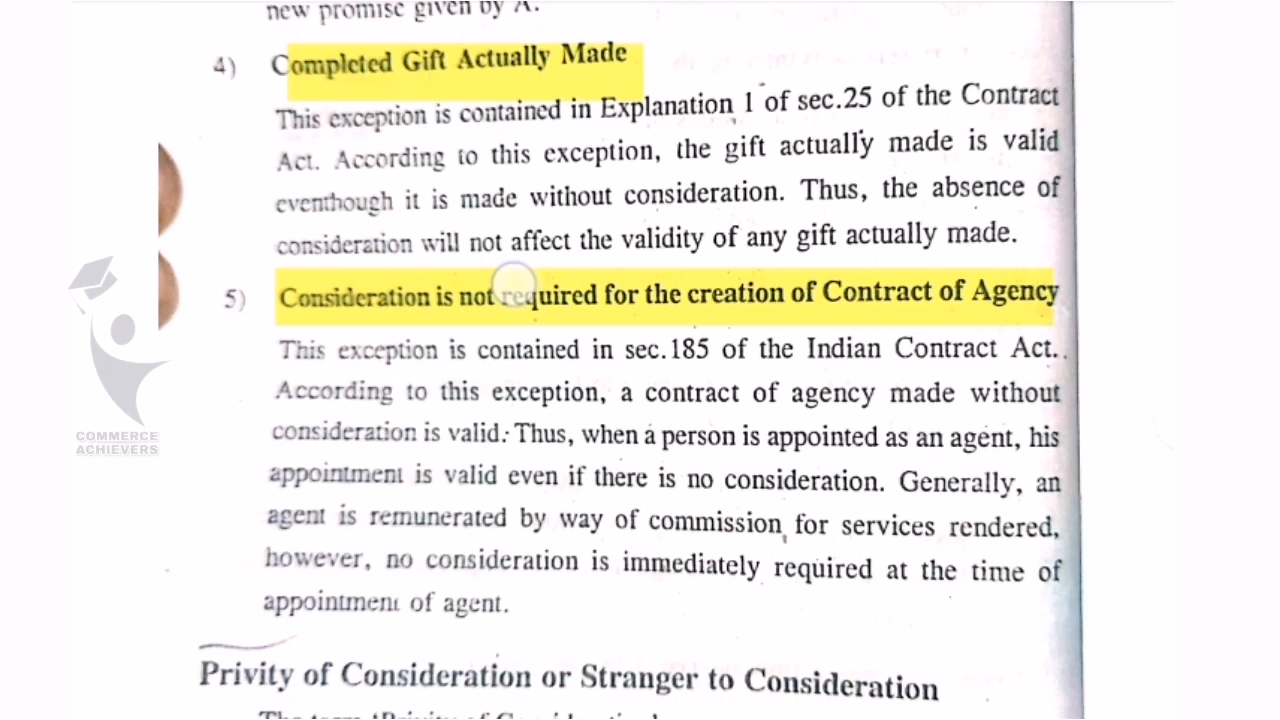 new promise given by A.
4) Completed Gift Actually Made
This exception is contained in Explanation 1 of sec.25 of the Contract
Act. According to this exception, the gift actually made is valid
eventhough it is made without consideration. Thus, the absence of
consideration will not affect the validity of any gift actually made.
5) Consideration is not required for the creation of Contract of Agency
This exception is contained in sec.185 of the Indian Contract Act.
According to this exception, a contract of agency made without
consideration is valid. Thus, when a person is appointed as an agent, his
appointment is valid even if there is no consideration. Generally, an
agent is remunerated by way of commission for services rendered,
however, no consideration is immediately required at the time of
appointment of agent.
Privity of Consideration or Stranger to Consideration
COMMERCE
ACHIEVERS